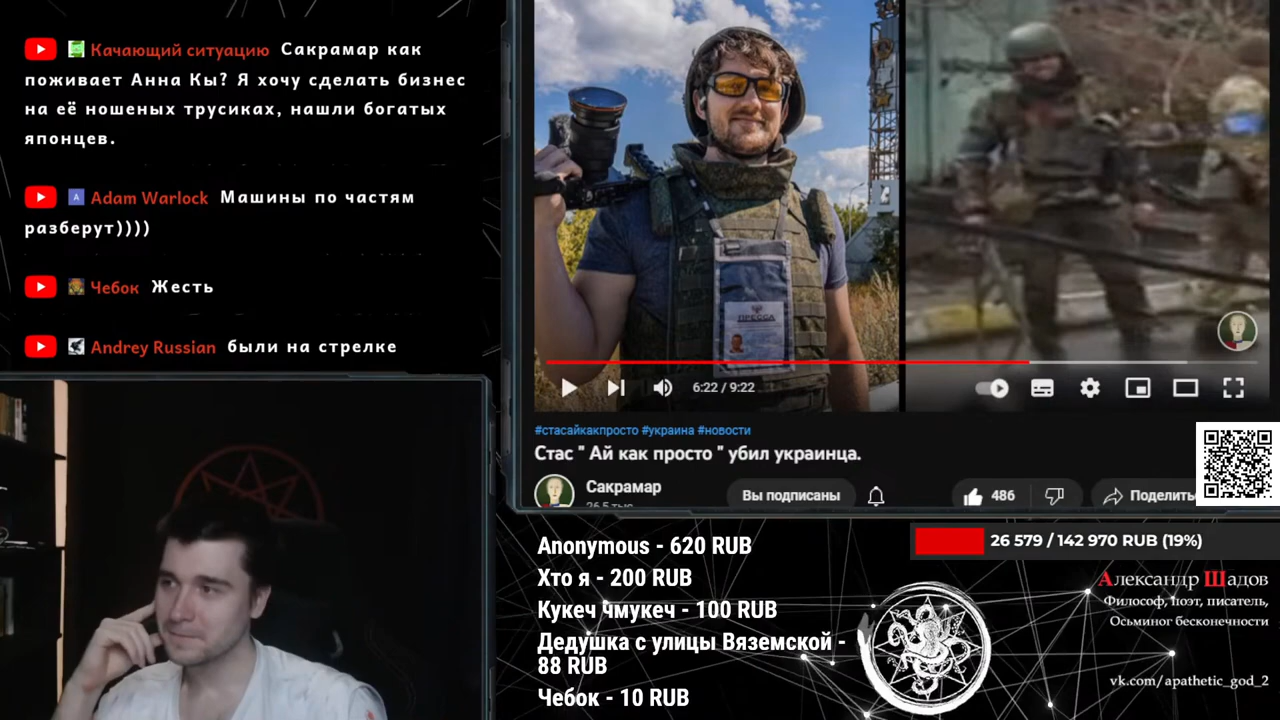 Качающий ситуацию Сакрамар как
поживает Анна Кы? Я хочу сделать бизнес
на её ношеных трусиках, нашли богатых
японцев.
Adam Warlock Машины по частям
разберут))))
Чебок Жесть
Andrey Russian были на стрелке
ПРЕССА
6:22 / 9:22
#стасайкакпросто #украина #новости
Стас " Ай как просто " убил украинца.
Сакрамар
26,5 тыс.
Вы подписаны
486
Поделить
Anonymous - 620 RUB
Хто я - 200 RUB
Кукеч чмукеч - 100 RUB
Дедушка с улицы Вяземской -
88 RUB
Чебок - 10 RUB
26 579 / 142 970 RUB (19%)
Александр Шадов
Философ, поэт, писатель,
Осьминог бесконечности
vk.com/apathetic_god_2